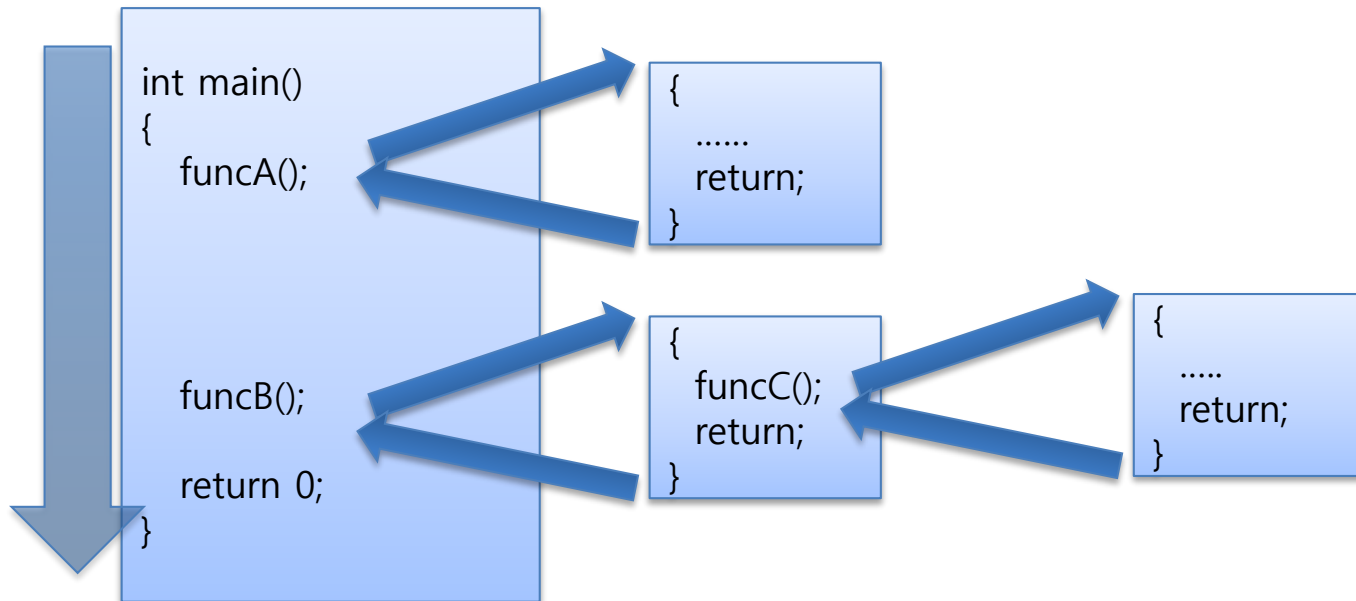 int main()
{
funcA();
funcB();
return 0;
}
{
......
return;
}
{
funcC();
return;
}
{
.....
return;
}